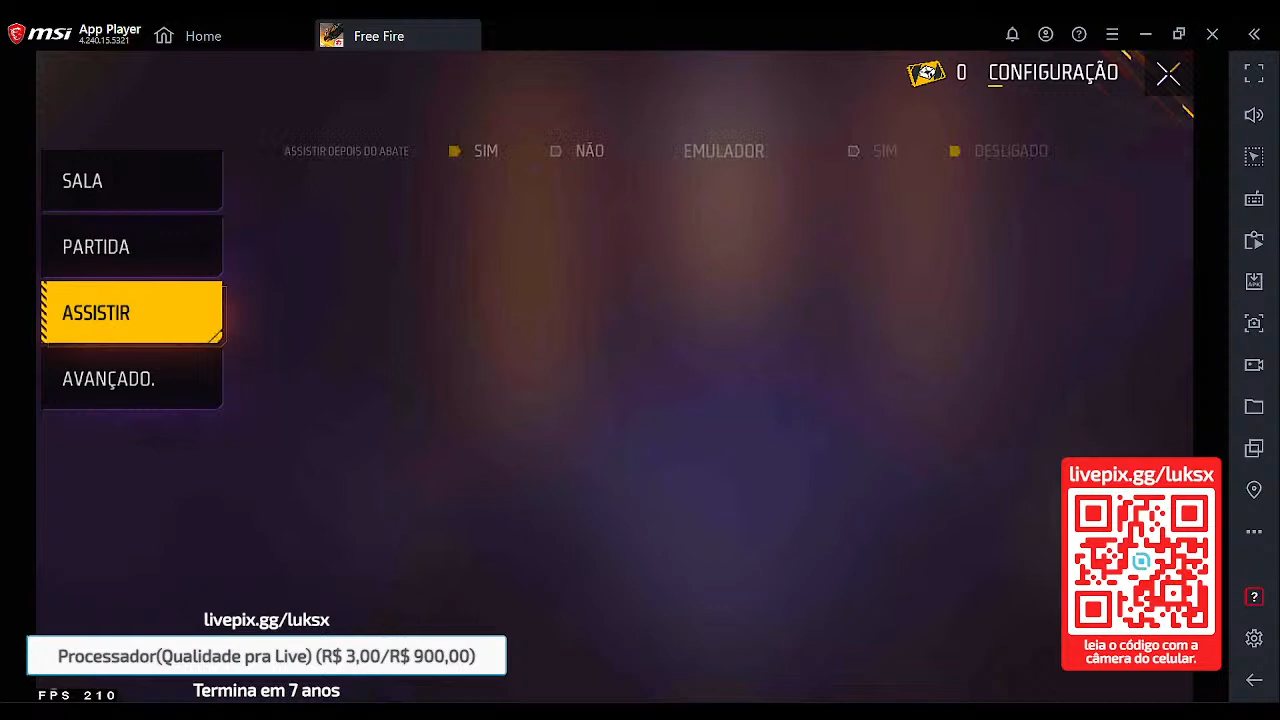 msi App Player
4.240.15.5321
Home
Free Fire
0 CONFIGURAÇÃO
ASSISTIR DEPOIS DO ABATE SIM NÃO EMULADOR SIM DESLIGADO
SALA
PARTIDA
ASSISTIR
AVANÇADO.
livepix.gg/luksx
leia o código com a
câmera do celular.
livepix.gg/luksx
Processador(Qualidade pra Live) (R$ 3,00/R$ 900,00)
Termina em 7 anos
FPS 210